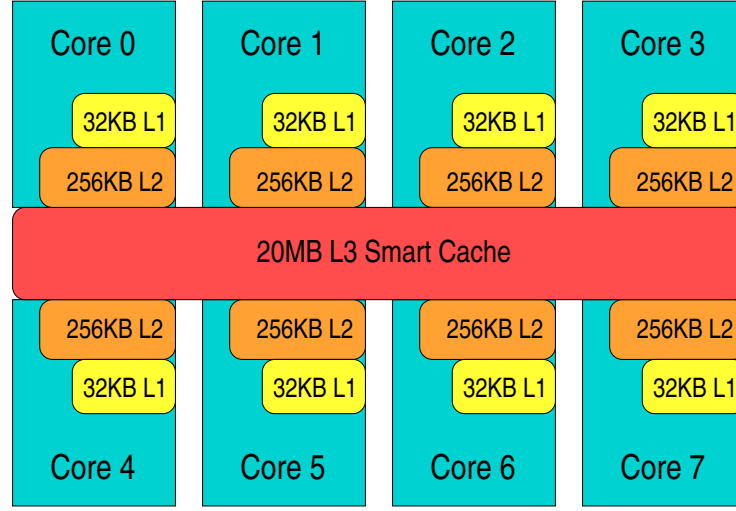 Core 0
Core 1
Core 2
Core 3
32KB L1
32KB L1
32KB L1
32KB L1
256KB L2
256KB L2
256KB L2
256KB L2
20MB L3 Smart Cache
256KB L2
256KB L2
256KB L2
256KB L2
32KB L1
32KB L1
32KB L1
32KB L1
Core 4
Core 5
Core 6
Core 7